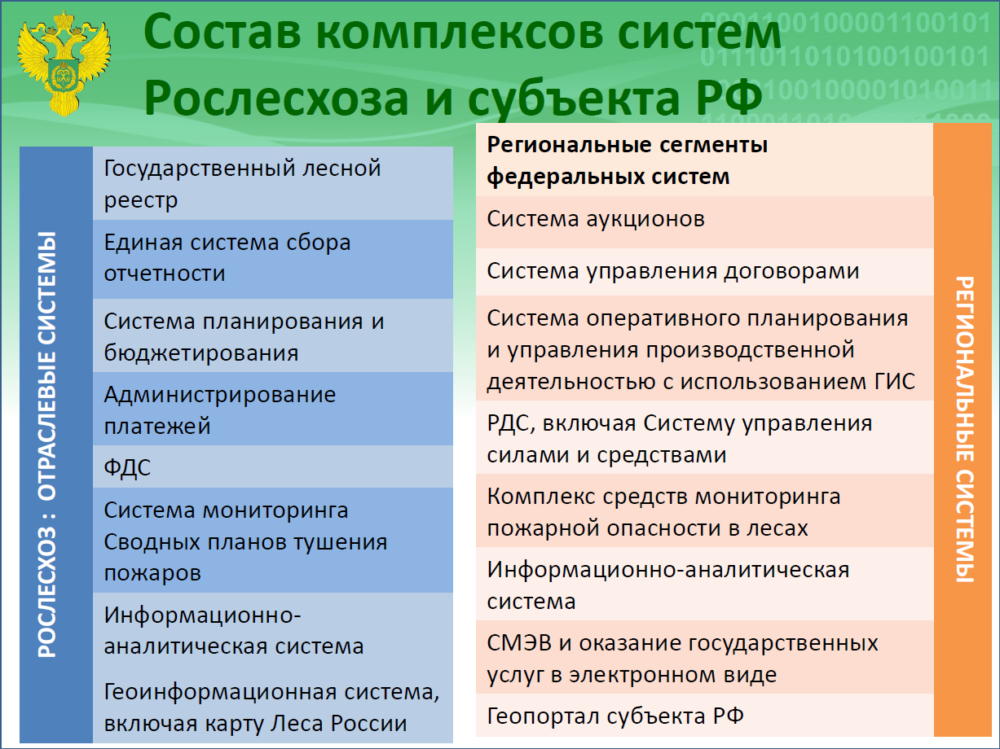 Состав комплексов систем
Рослесхоза и субъекта РФ
РОСЛЕСХОЗ : ОТРАСЛЕВЫЕ СИСТЕМЫ
Государственный лесной
реестр
Единая система сбора
отчетности
Система планирования и
бюджетирования
Администрирование
платежей
ФДС
Система мониторинга
Сводных планов тушения
пожаров
Информационно-
аналитическая система
Геоинформационная система,
включая карту Леса России
Региональные сегменты
федеральных систем
Система аукционов
Система управления договорами
Система оперативного планирования
и управления производственной
деятельностью с использованием ГИС
РДС, включая Систему управления
силами и средствами
Комплекс средств мониторинга
пожарной опасности в лесах
Информационно-аналитическая
система
СМЭВ и оказание государственных
услуг в электронном виде
Геопортал субъекта РФ
РЕГИОНАЛЬНЫЕ СИСТЕМЫ